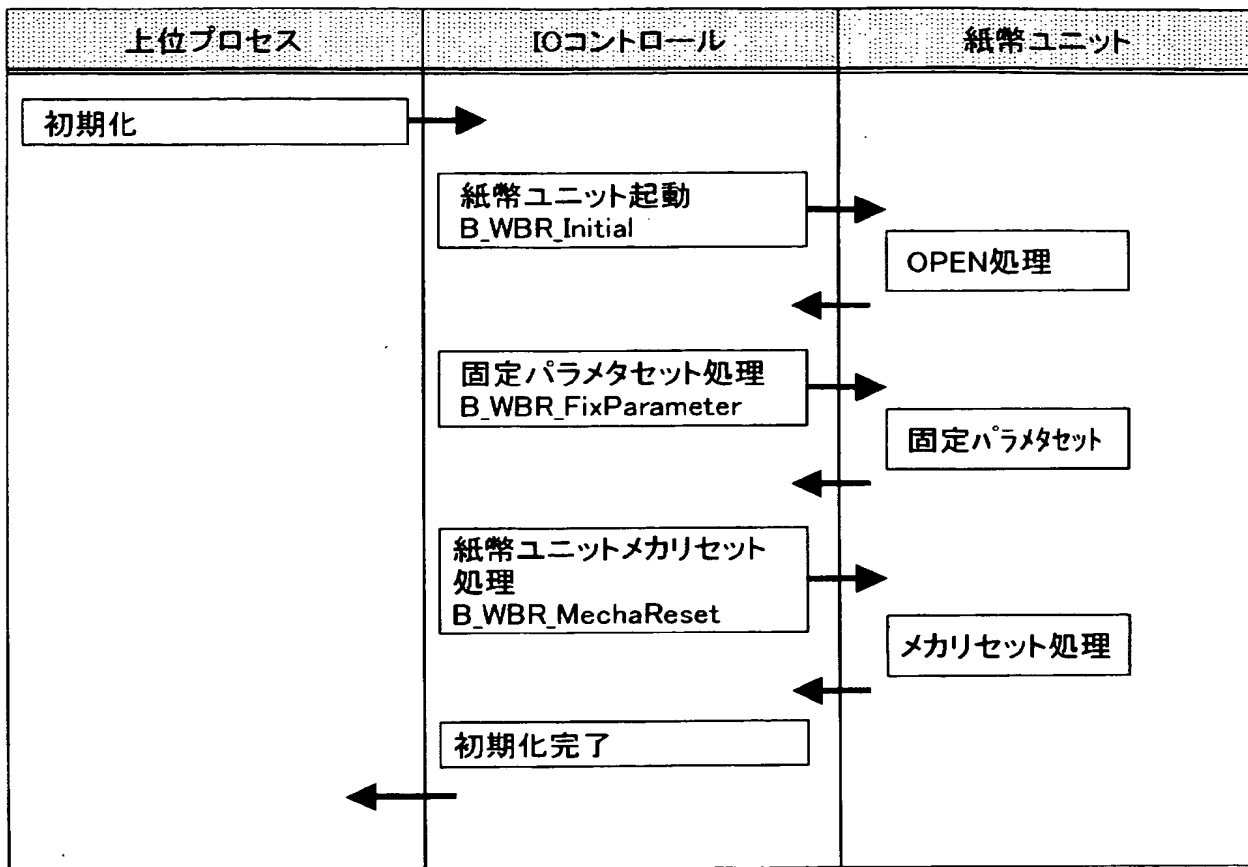 上位プロセス
IOコントロール
紙幣ユニット
初期化
紙幣ユニット起動
B_WBR_Initial
OPEN処理
固定パラメタセット処理
B_WBR_FixParameter
固定パラメタセット
紙幣ユニットメカリセット
処理
B_WBR_MechaReset
メカリセット処理
初期化完了